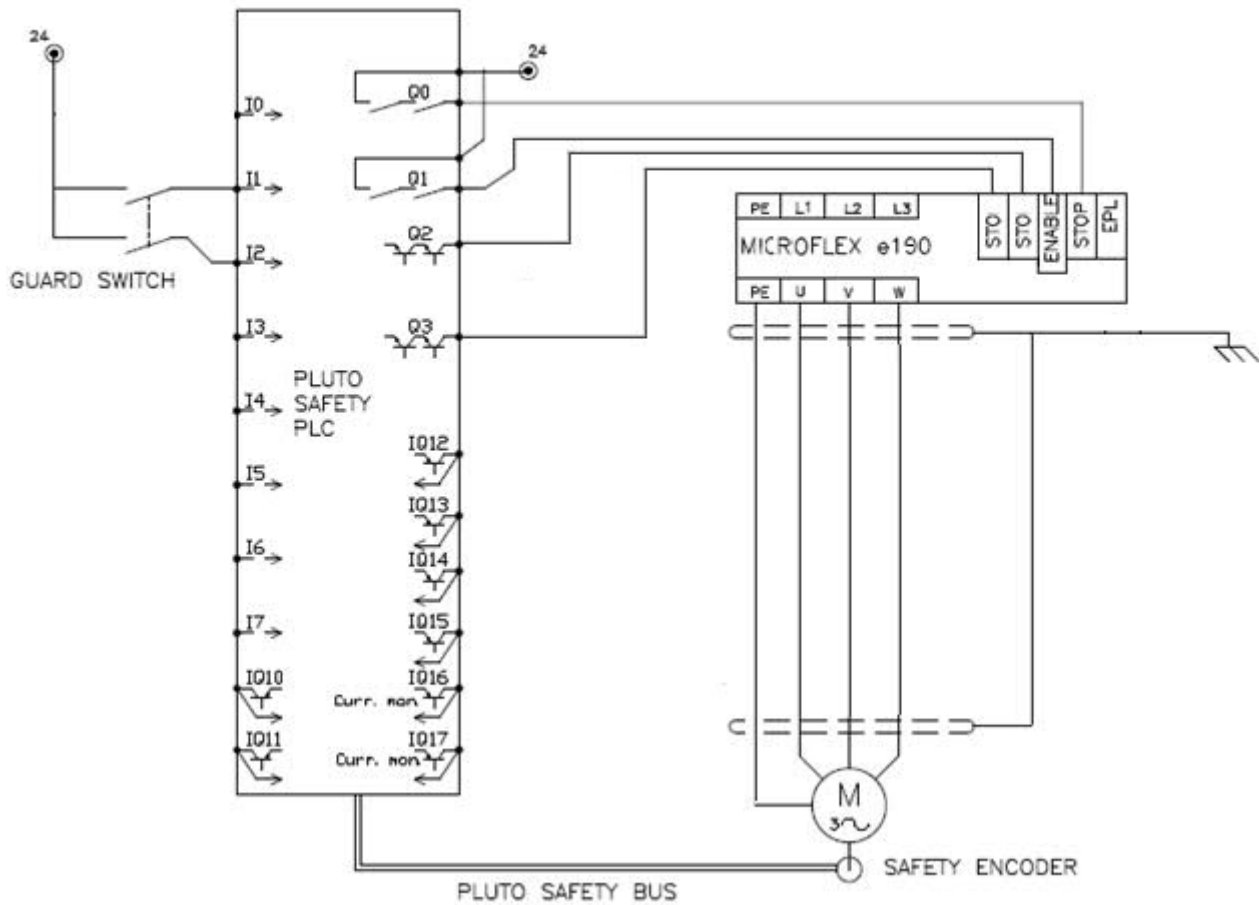 24
24
I0
Q0
I1
Q1
I2
Q2
GUARD SWITCH
I3
Q3
PLUTO
SAFETY
PLC
I4
IQ12
I5
IQ13
I6
IQ14
I7
IQ15
IQ10
Curr. mon
IQ16
IQ11
Curr. mon
IQ17
PE L1 L2 L3
MICROFLEX e190
STO
STO
ENABLE
STOP
EPL
PE U V W
M
3
SAFETY ENCODER
PLUTO SAFETY BUS